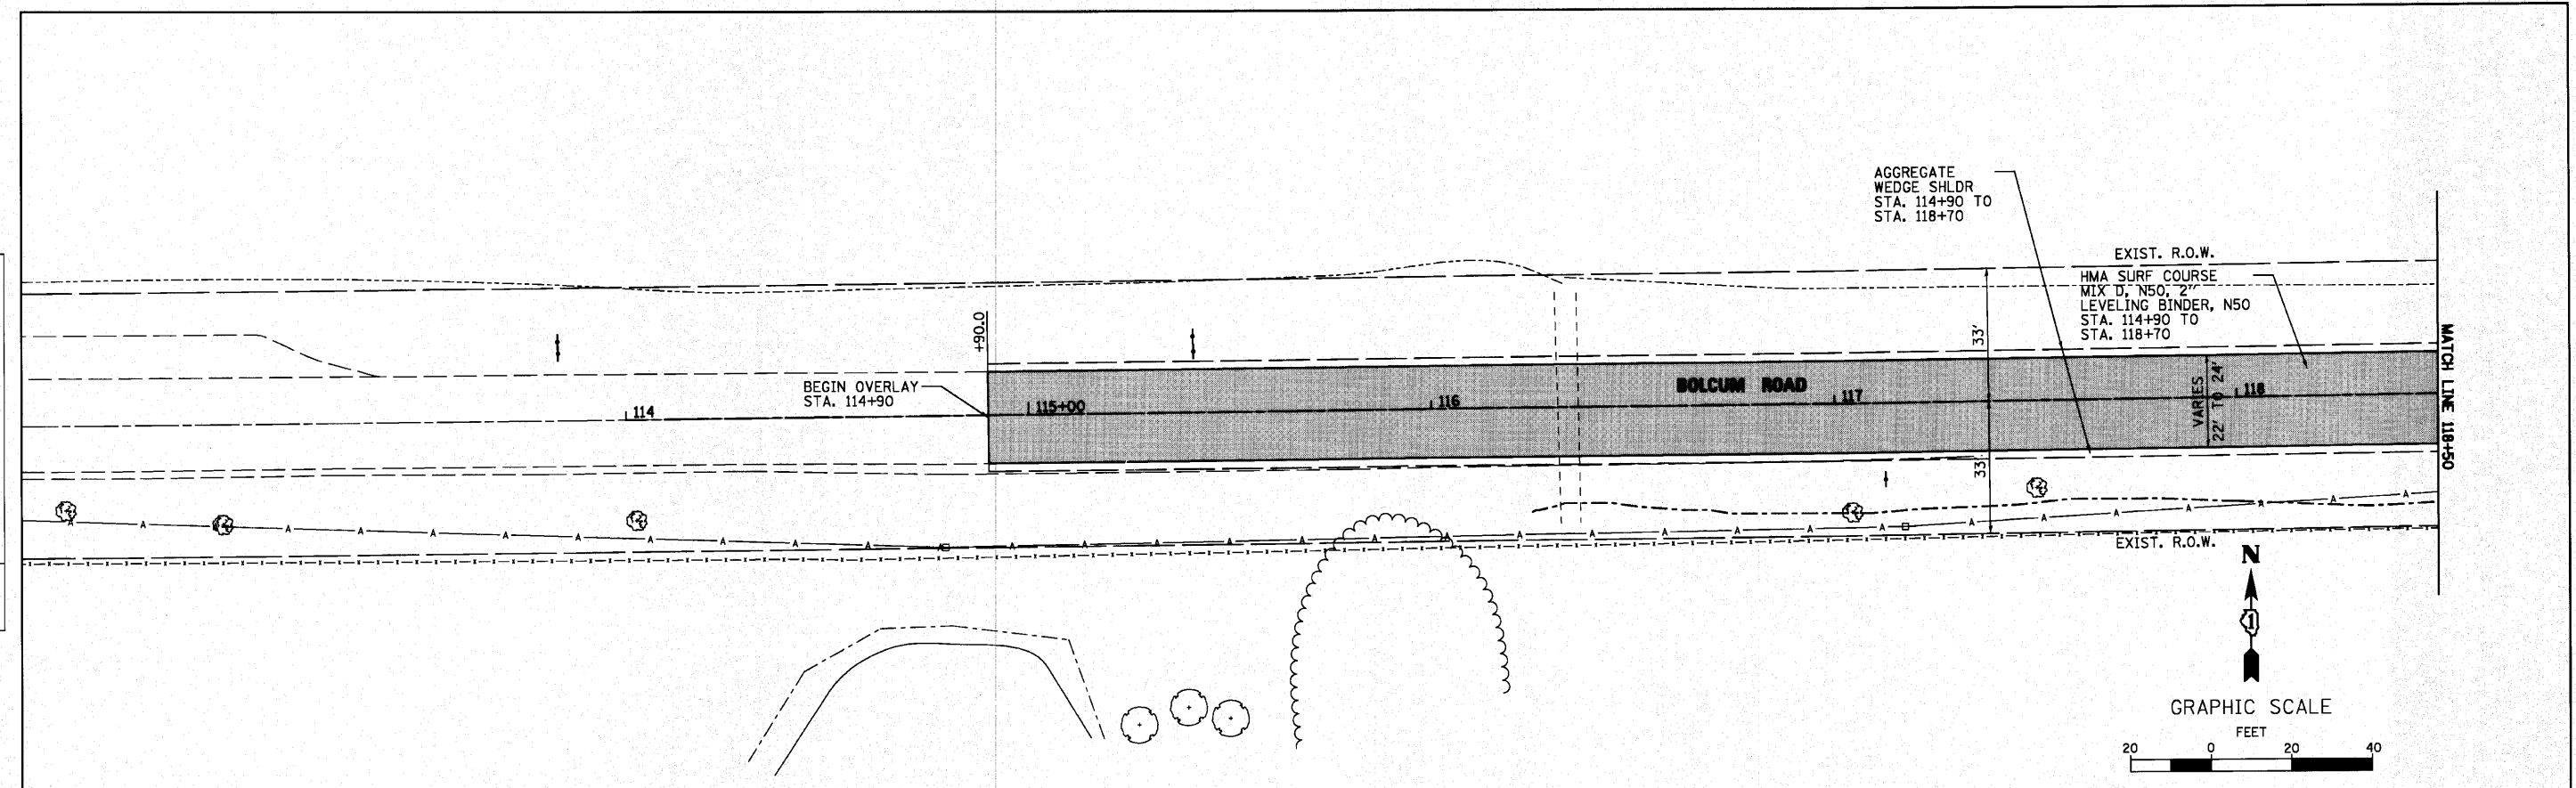 AGGREGATE
WEDGE SHLDR
STA. 114+90 TO
STA. 118+70
EXIST. R.O.W.
HMA SURF COURSE
MIX D, N50, 2"
LEVELING BINDER, N50
STA. 114+90 TO
STA. 118+70
+90.0
33'
MATCH LINE 118+50
BEGIN OVERLAY
STA. 114+90
BOLCUM ROAD
114
115+00
116
117
118
VARIES
22' TO 24'
33'
A A A A A A A A A A A A A A A A A A A A A A A A A A A A A A A A A
EXIST. R.O.W.
N
1
GRAPHIC SCALE
FEET
20 0 20 40